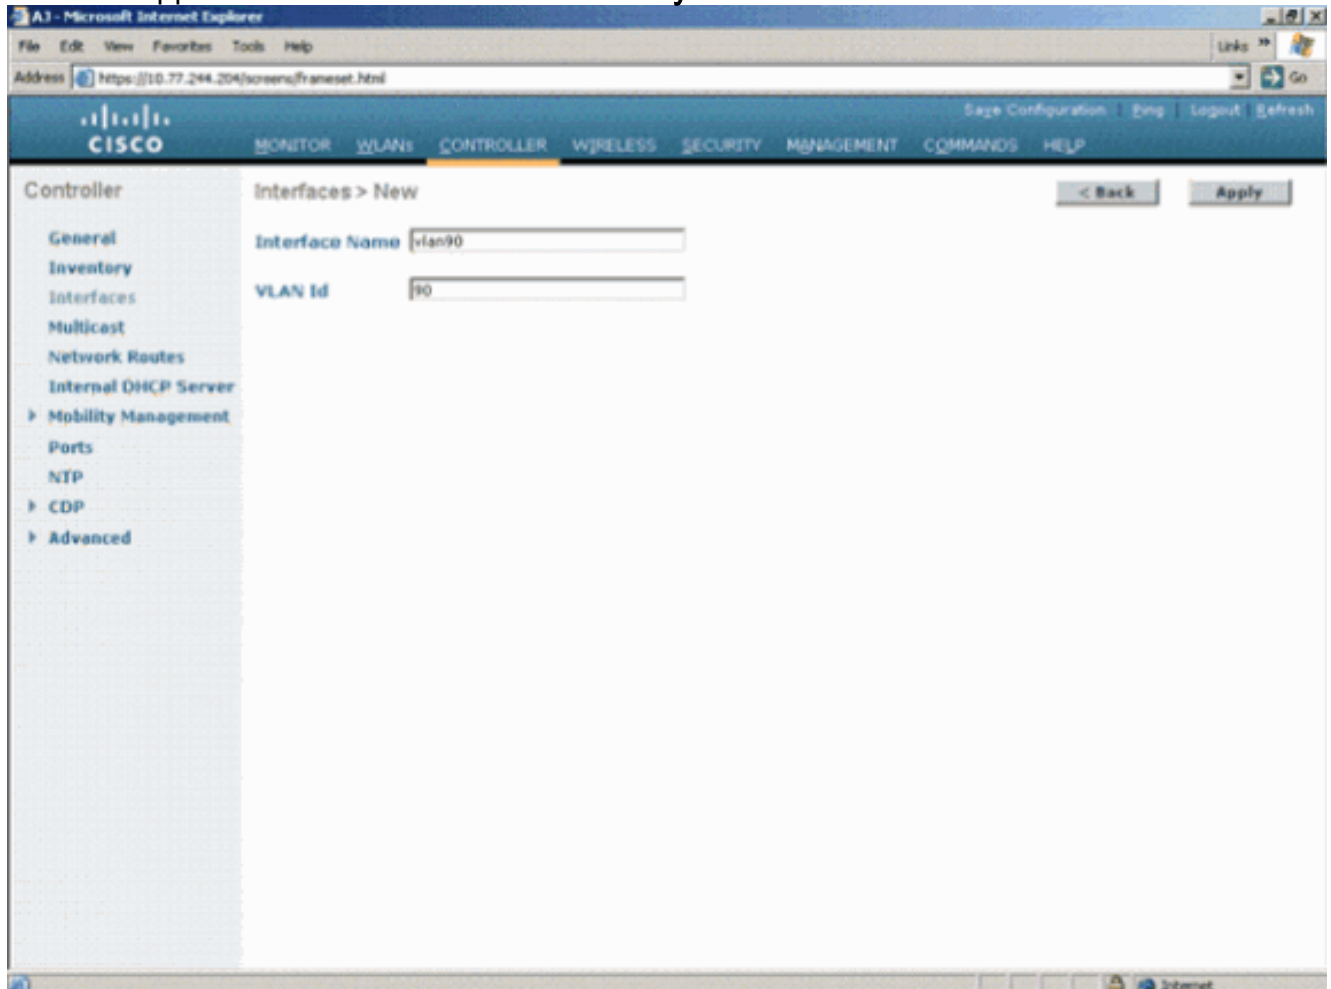 A3 - Microsoft Internet Explorer
File Edit View Favorites Tools Help Links »
Address https://10.77.244.204/screens/frameset.html Go
Save Configuration Ping Logout Refresh
CISCO MONITOR WLANs CONTROLLER WIRELESS SECURITY MANAGEMENT COMMANDS HELP
Controller Interfaces > New < Back Apply
General
Interface Name vlan90
Inventory
Interfaces
VLAN Id 90
Multicast
Network Routes
Internal DHCP Server
Mobility Management
Ports
NTP
CDP
Advanced
Internet